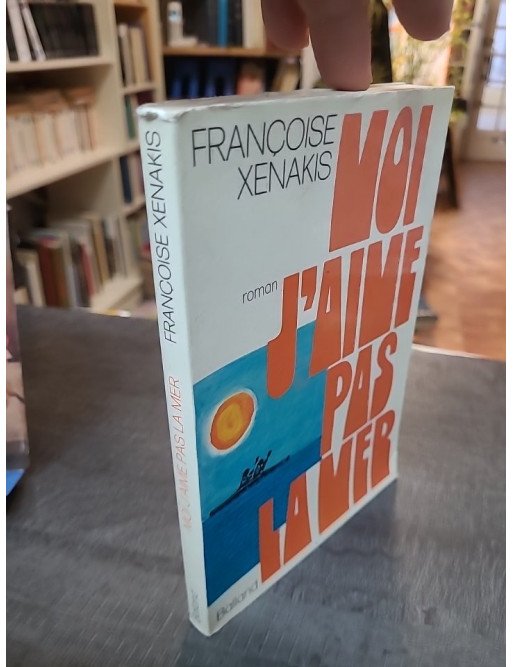 FRANÇOISE
XENAKIS
MOI
J'AIME
PAS
LA MER
roman
Balland
FRANÇOISE XENAKIS
MOI J'AIME PAS LA MER